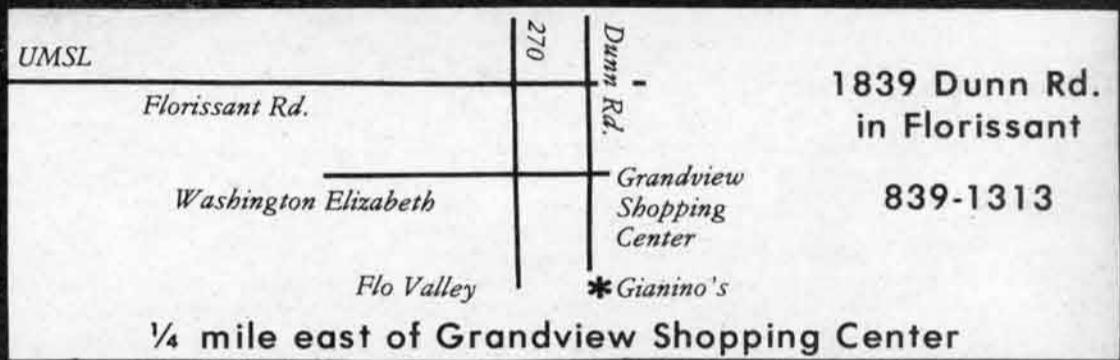 UMSL
270
Dunn Rd.
Florissant Rd.
Washington Elizabeth
Grandview
Shopping
Center
Flo Valley
*Gianino's
1839 Dunn Rd.
in Florissant
839-1313
¼ mile east of Grandview Shopping Center